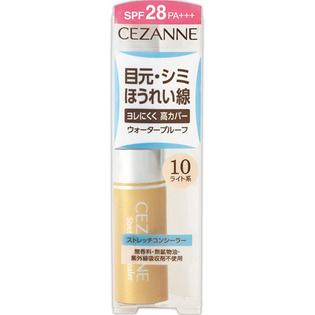 SPF28 PA+++
CEZANNE
目元・シミ
ほうれい線
ヨレにくく 高カバー
ウォータープルーフ
10
ライト系
CEZANNE
ストレッチコンシーラー
無香料・無鉱物油・
紫外線吸収剤不使用